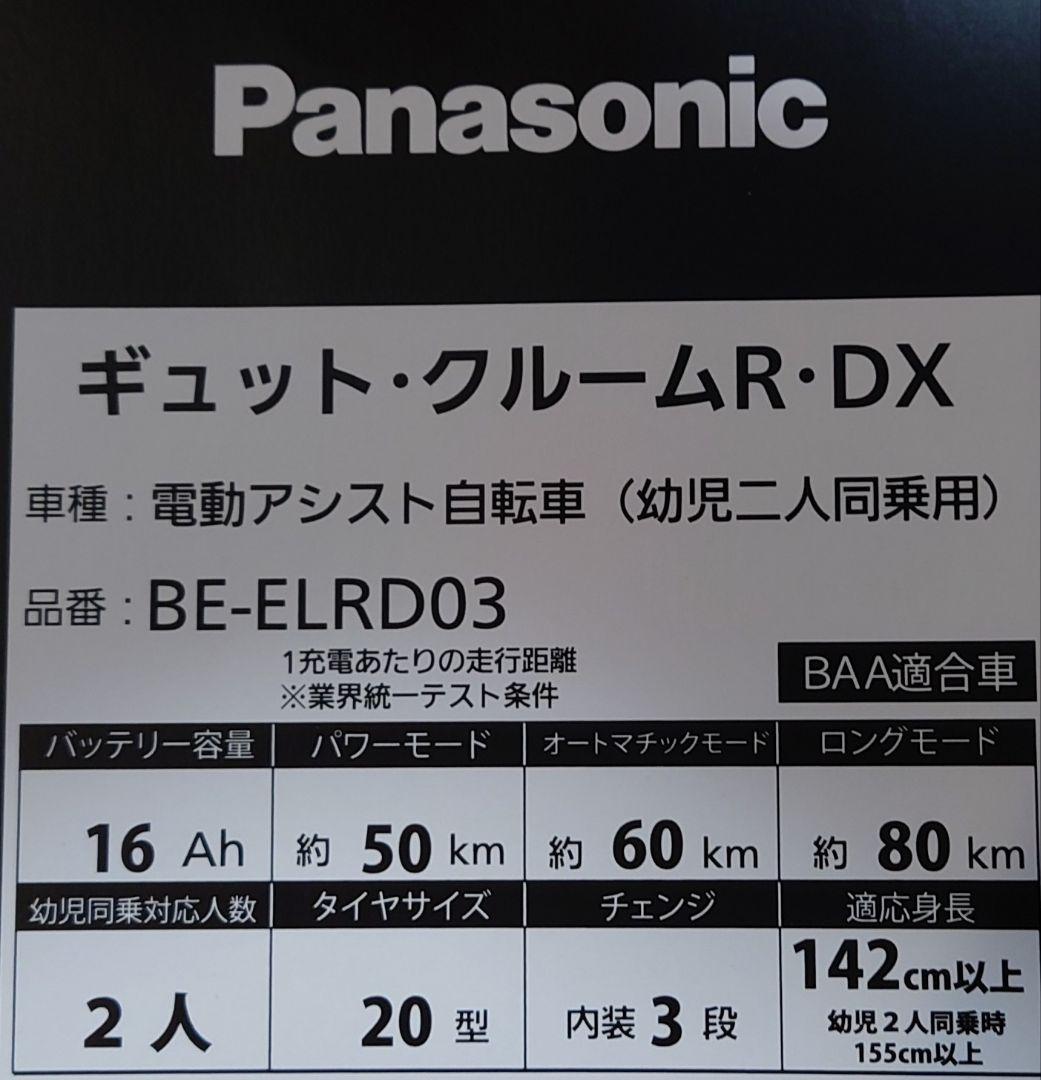 Panasonic
ギュット・クルームR・DX
車種：電動アシスト自転車（幼児二人同乗用）
品番：BE-ELRD03
1充電あたりの走行距離
※業界統一テスト条件
BAA適合車
バッテリー容量 パワーモード オートマチックモード ロングモード
16 Ah 約 50 km 約 60 km 約 80 km
幼児同乗対応人数 タイヤサイズ チェンジ 適応身長
2 人 20 型 内装 3 段 142cm以上
幼児2人同乗時
155cm以上